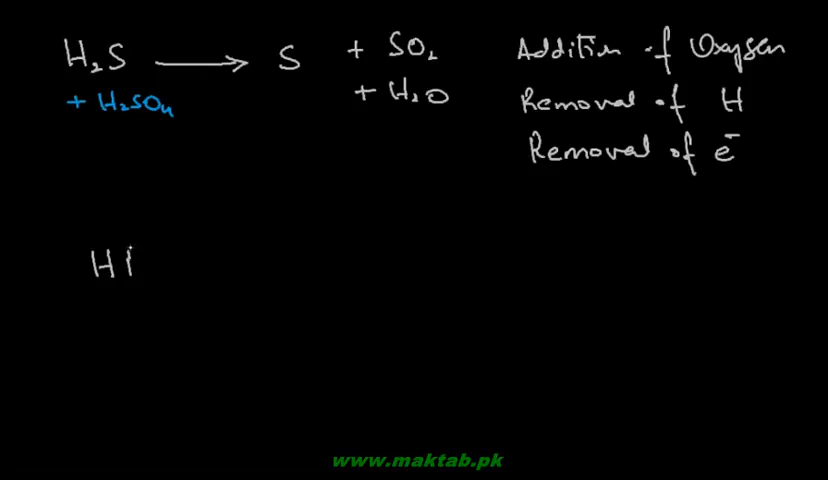 H₂S → S + SO₂ Addition of Oxygen
+ H₂SO₄ + H₂O Removal of H
Removal of e⁻
HI
www.maktab.pk